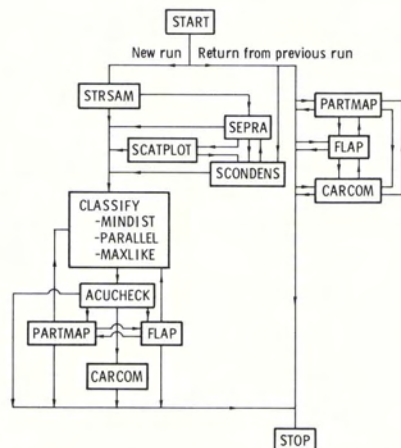 START
New run
Return from previous run
STRSAM
SEPRA
SCATPLOT
SCONDENS
PARTMAP
FLAP
CARCOM
CLASSIFY
-MINDIST
-PARALLEL
-MAXLIKE
ACUCHECK
PARTMAP
FLAP
CARCOM
STOP